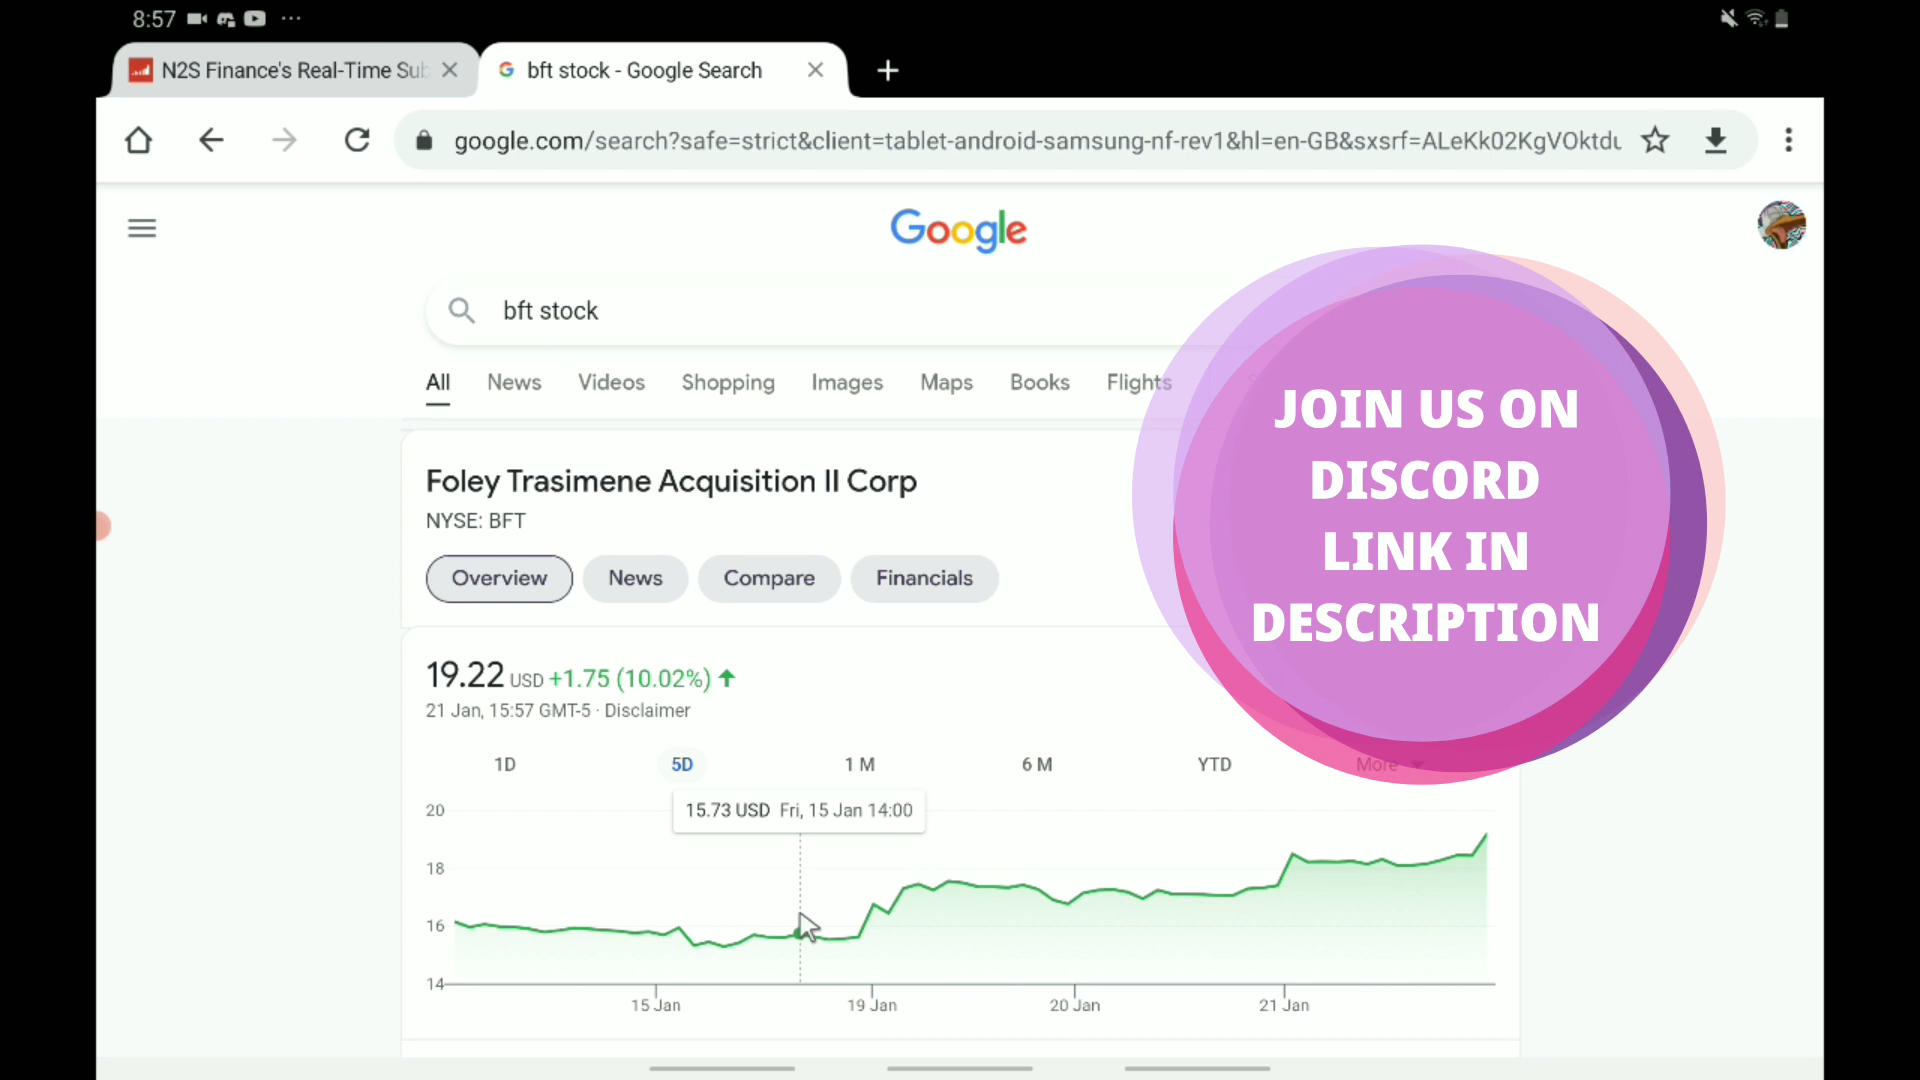 8:57
N2S Finance's Real-Time Sub
bft stock - Google Search
google.com/search?safe=strict&client=tablet-android-samsung-nf-rev1&hl=en-GB&sxsrf=ALeKk02KgVOktdu
Google
bft stock
All News Videos Shopping Images Maps Books Flights
Foley Trasimene Acquisition II Corp
NYSE: BFT
Overview News Compare Financials
19.22 USD +1.75 (10.02%)
21 Jan, 15:57 GMT-5 · Disclaimer
1D 5D 1 M 6 M YTD More
15.73 USD Fri, 15 Jan 14:00
20
18
16
14
15 Jan 19 Jan 20 Jan 21 Jan
JOIN US ON
DISCORD
LINK IN
DESCRIPTION